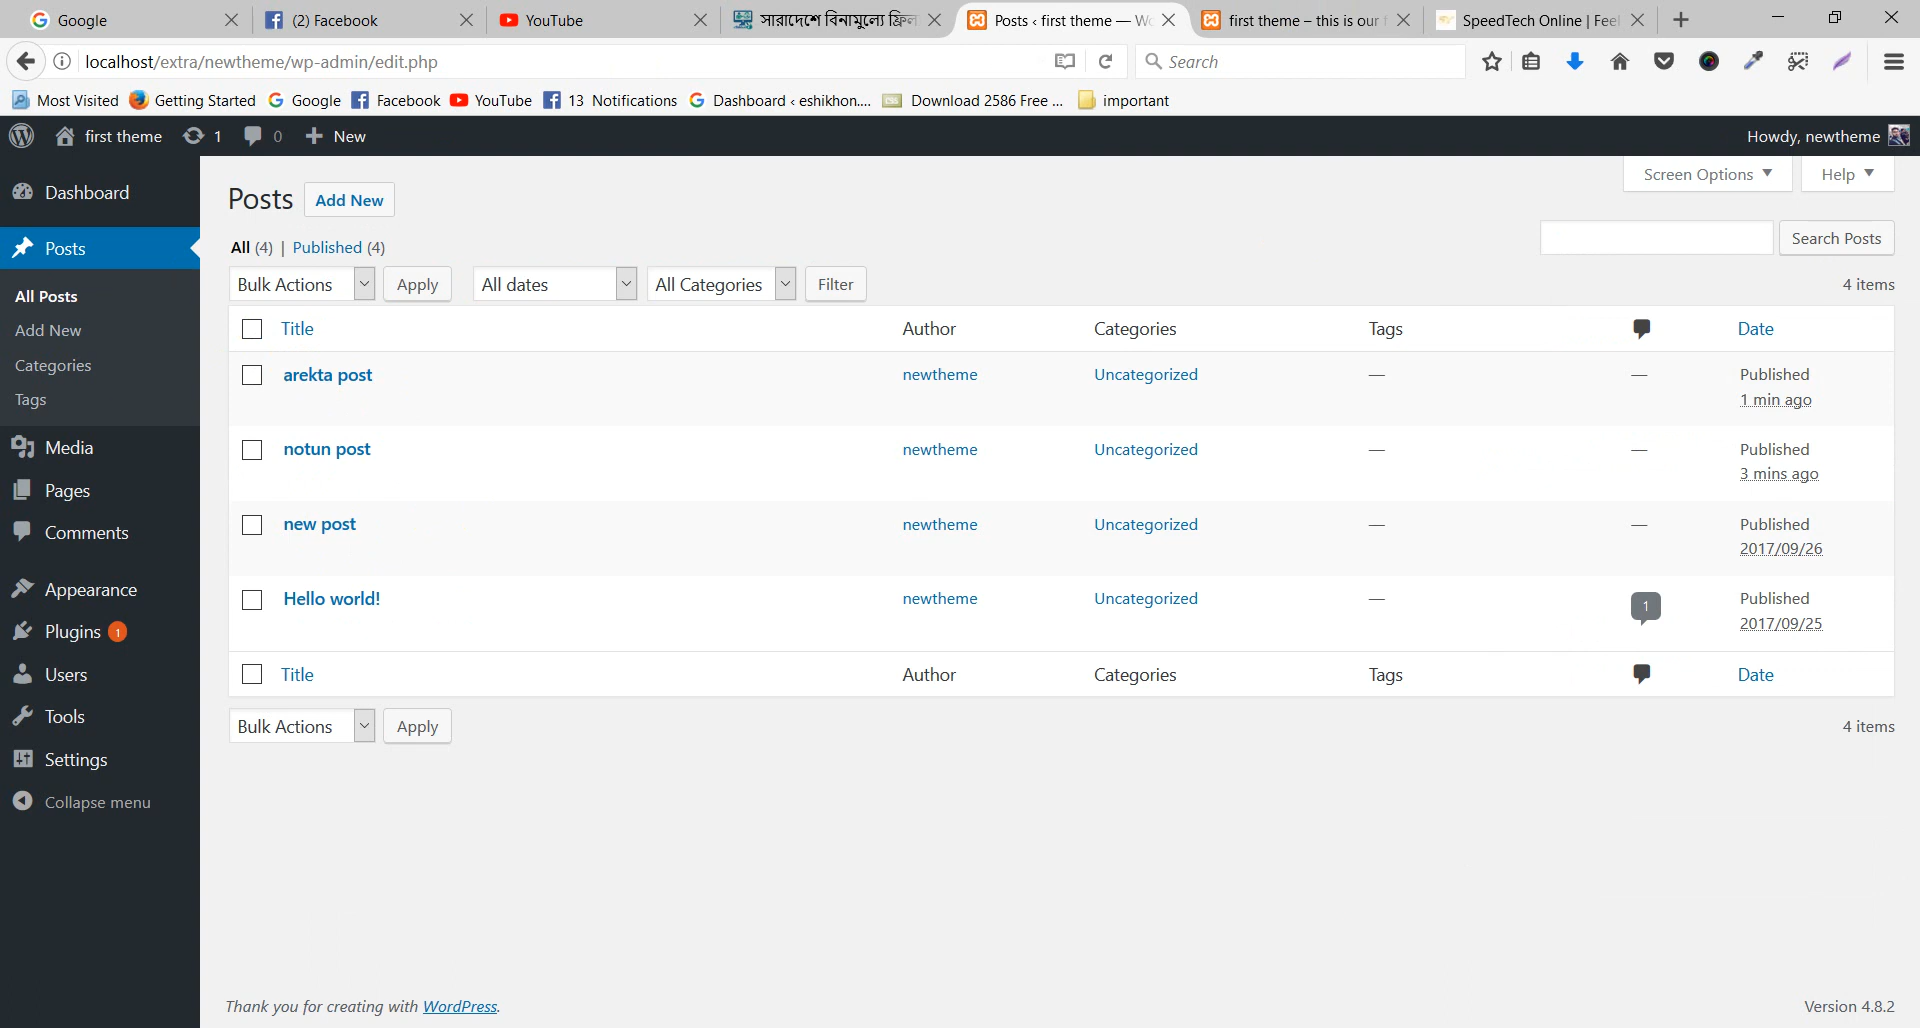 Google (2) Facebook YouTube সারাদেশে বিনামূল্যে ফ্রিল Posts ‹ first theme — Wo first theme – this is our f SpeedTech Online | Feel
localhost/extra/newtheme/wp-admin/edit.php Search
Most Visited Getting Started Google Facebook YouTube 13 Notifications Dashboard ‹ eshikhon.... Download 2586 Free ... important
first theme 1 0 New Howdy, newtheme
Dashboard
Posts
All Posts
Add New
Categories
Tags
Media
Pages
Comments
Appearance
Plugins 1
Users
Tools
Settings
Collapse menu
Screen Options Help
Posts Add New
All (4) | Published (4) Search Posts
Bulk Actions Apply All dates All Categories Filter 4 items
Title Author Categories Tags Date
arekta post newtheme Uncategorized — — Published
1 min ago
notun post newtheme Uncategorized — — Published
3 mins ago
new post newtheme Uncategorized — — Published
2017/09/26
Hello world! newtheme Uncategorized — 1 Published
2017/09/25
Title Author Categories Tags Date
Bulk Actions Apply 4 items
Thank you for creating with WordPress. Version 4.8.2